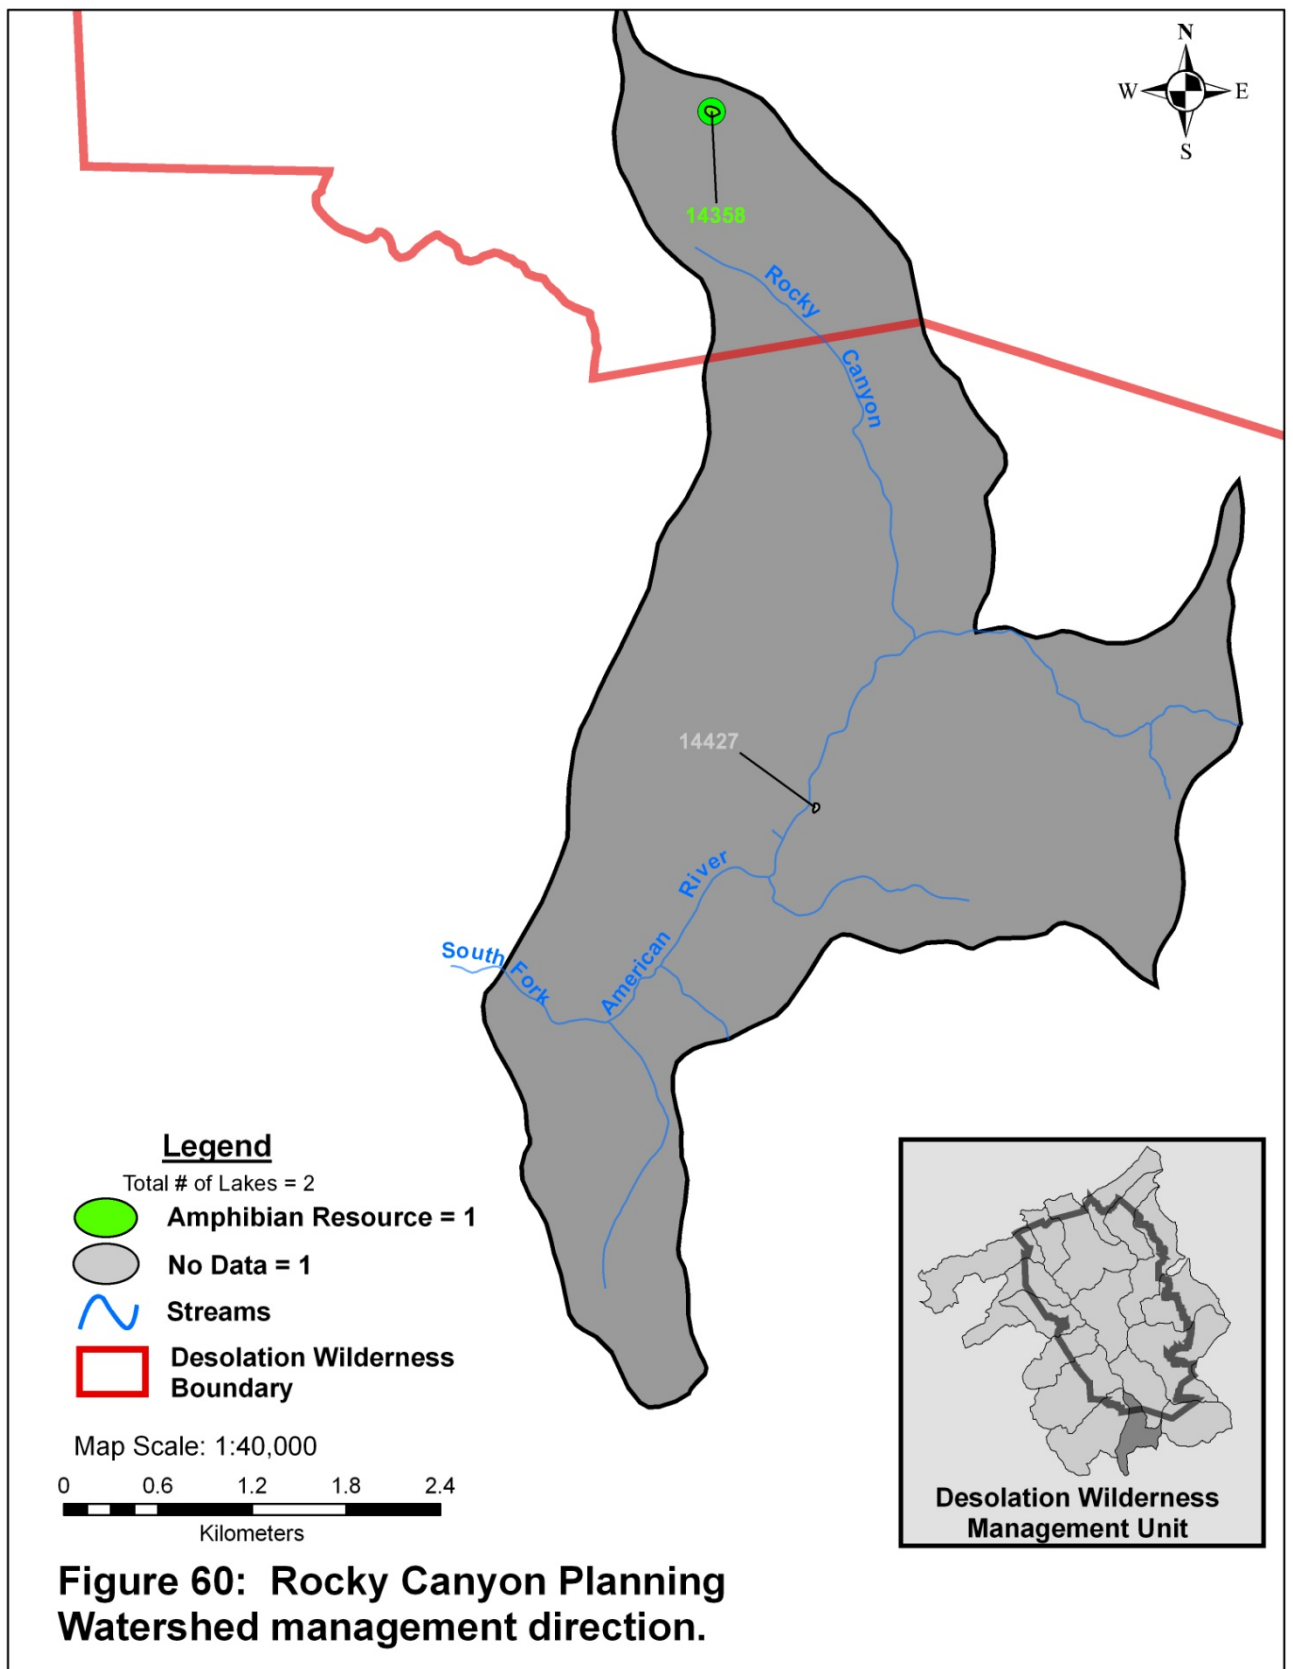 N
W
E
S
14358
Rocky
Canyon
14427
River
American
South
Fork
Legend
Total # of Lakes = 2
Amphibian Resource = 1
No Data = 1
Streams
Desolation Wilderness
Boundary
Map Scale: 1:40,000
0 0.6 1.2 1.8 2.4
Kilometers
Desolation Wilderness
Management Unit
Figure 60: Rocky Canyon Planning
Watershed management direction.